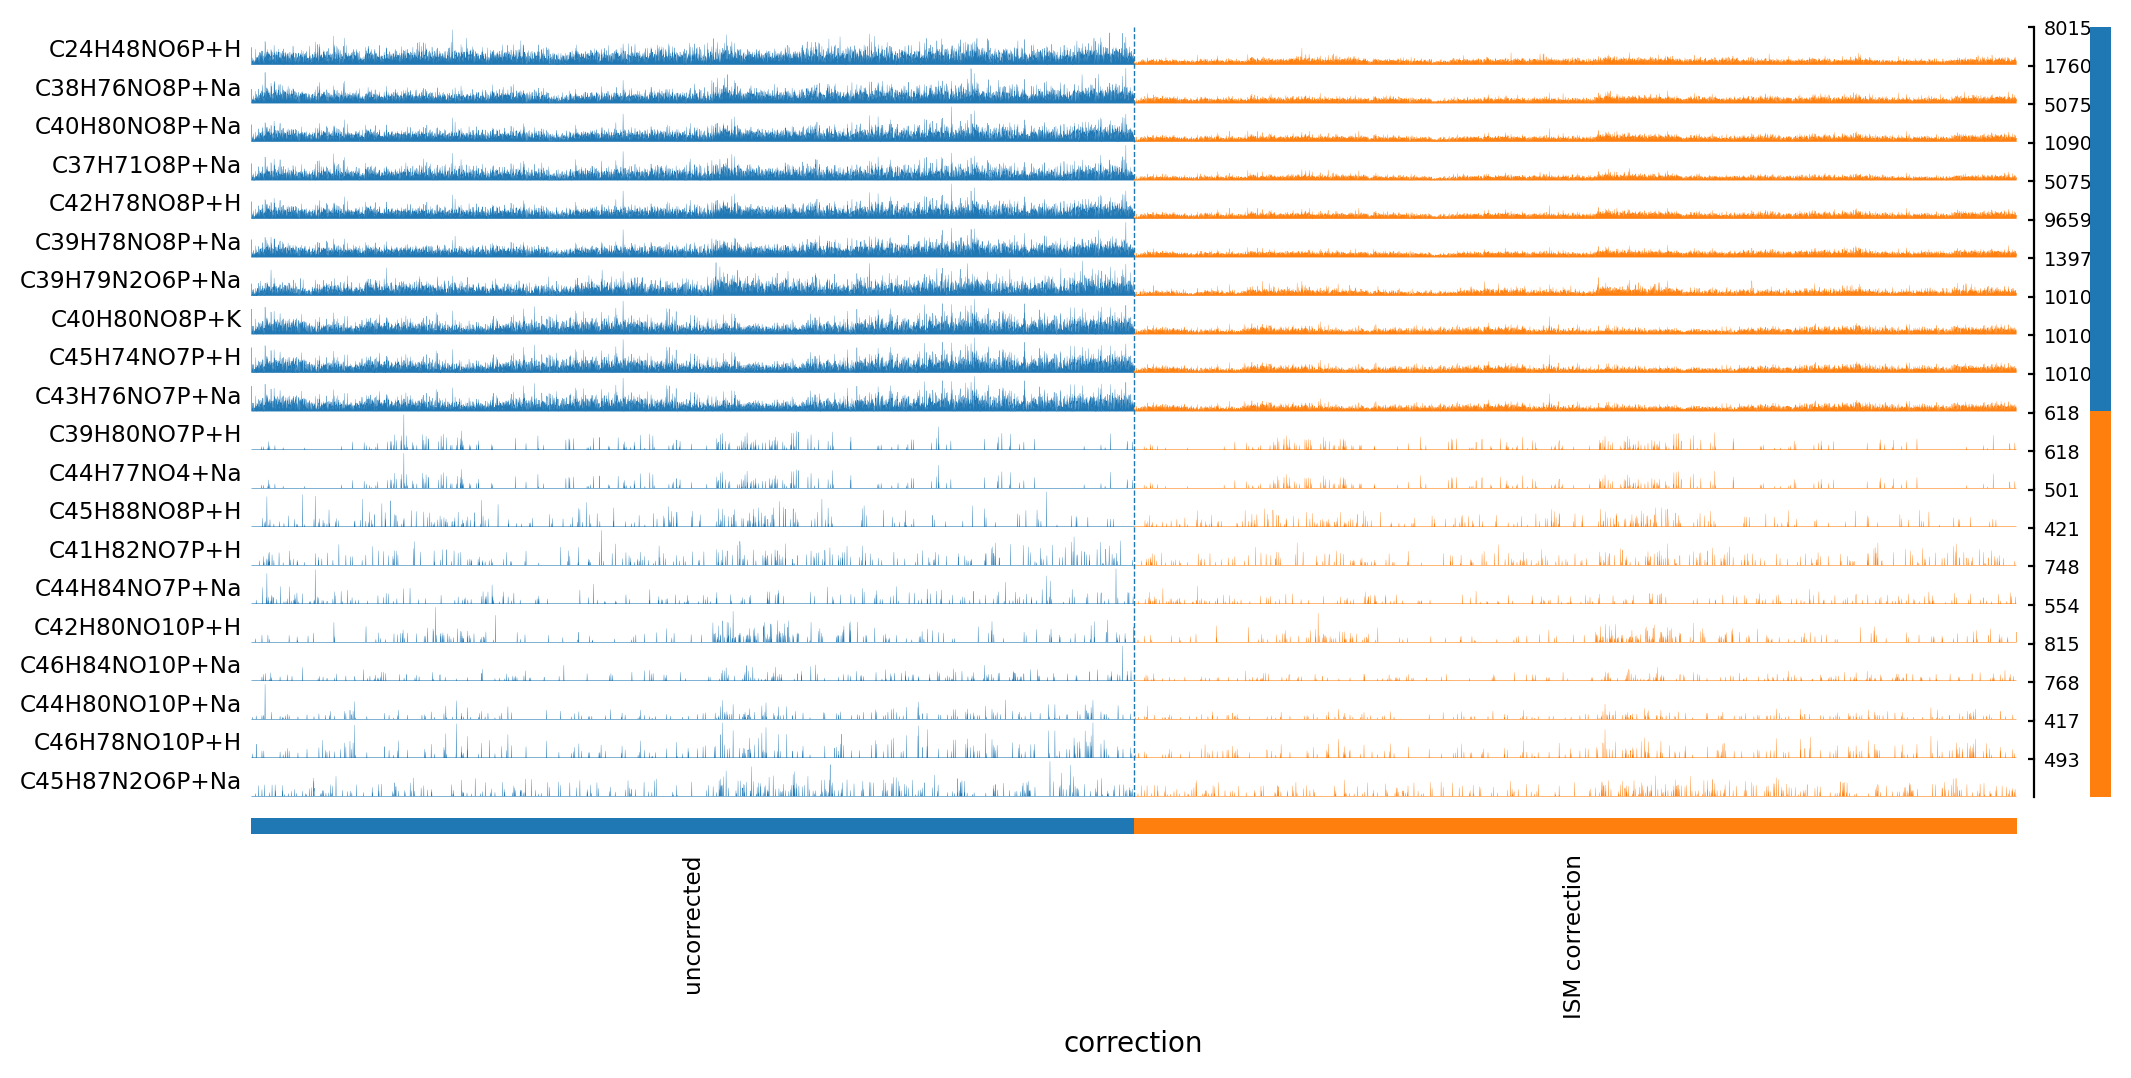 C24H48NO6P+H 8015
C38H76NO8P+Na 1760
C40H80NO8P+Na 5075
C37H71O8P+Na 1090
C42H78NO8P+H 5075
C39H78NO8P+Na 9659
C39H79N2O6P+Na 1397
C40H80NO8P+K 1010
C45H74NO7P+H 1010
C43H76NO7P+Na 1010
C39H80NO7P+H 618
C44H77NO4+Na 618
C45H88NO8P+H 501
C41H82NO7P+H 421
C44H84NO7P+Na 748
C42H80NO10P+H 554
C46H84NO10P+Na 815
C44H80NO10P+Na 768
C46H78NO10P+H 417
C45H87N2O6P+Na 493
uncorrected
ISM correction
correction